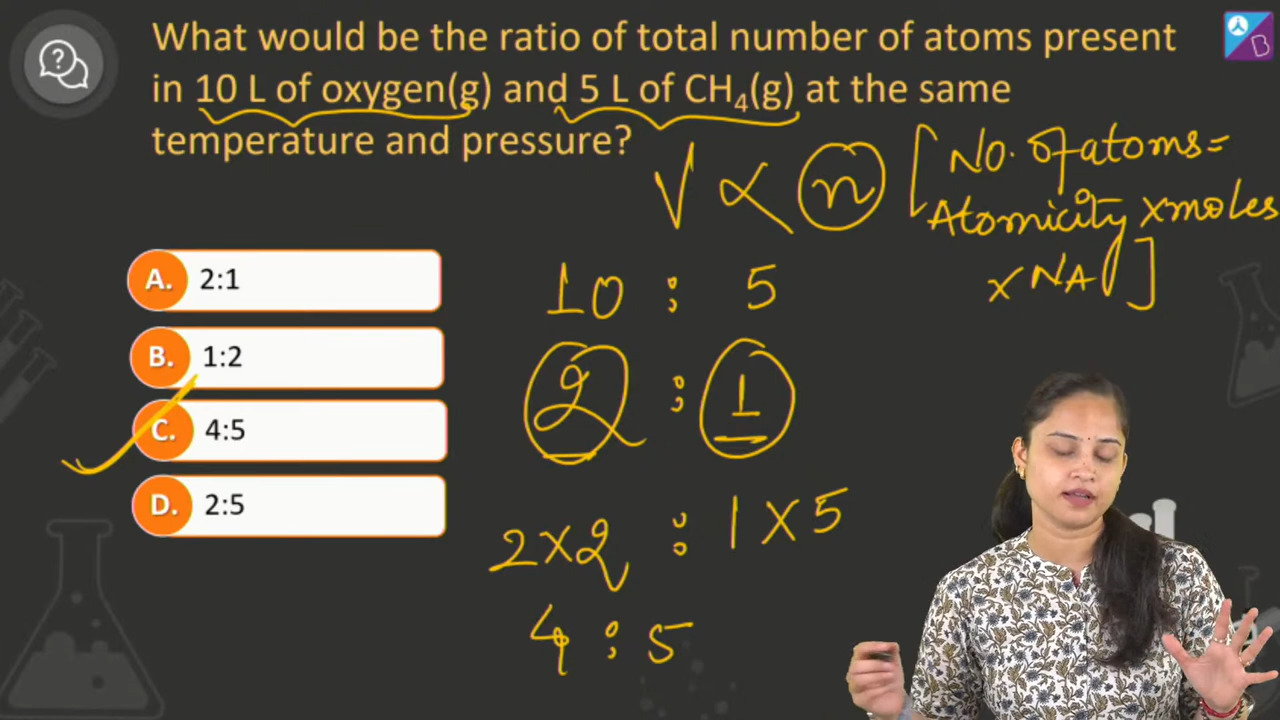 What would be the ratio of total number of atoms present
in 10 L of oxygen(g) and 5 L of CH₄(g) at the same
temperature and pressure?
V ∝ n [No. of atoms =
Atomicity x moles
x NA]
A. 2:1
B. 1:2
C. 4:5
D. 2:5
10 : 5
2 : 1
2 x 2 : 1 x 5
4 : 5
B